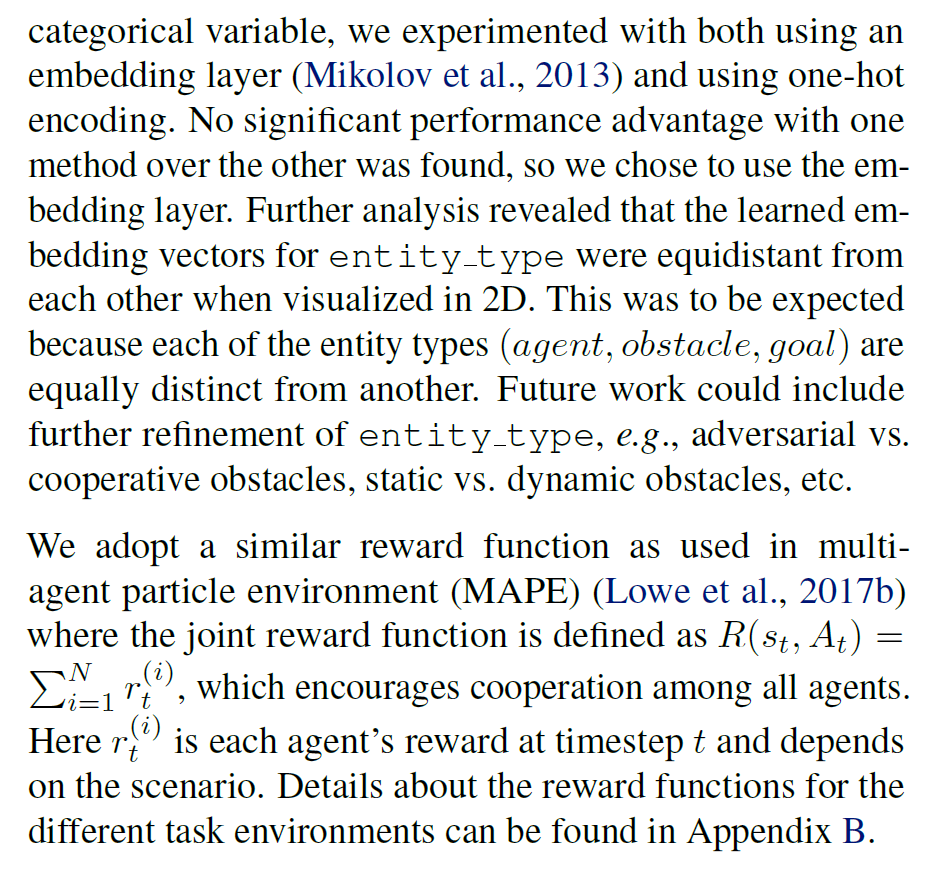 categorical variable, we experimented with both using an
embedding layer (Mikolov et al., 2013) and using one-hot
encoding. No significant performance advantage with one
method over the other was found, so we chose to use the em-
bedding layer. Further analysis revealed that the learned em-
bedding vectors for entity_type were equidistant from
each other when visualized in 2D. This was to be expected
because each of the entity types (agent, obstacle, goal) are
equally distinct from another. Future work could include
further refinement of entity_type, e.g., adversarial vs.
cooperative obstacles, static vs. dynamic obstacles, etc.
We adopt a similar reward function as used in multi-
agent particle environment (MAPE) (Lowe et al., 2017b)
where the joint reward function is defined as $R(s_t, A_t) =$
$\sum_{i=1}^{N} r_t^{(i)}$, which encourages cooperation among all agents.
Here $r_t^{(i)}$ is each agent's reward at timestep $t$ and depends
on the scenario. Details about the reward functions for the
different task environments can be found in Appendix B.